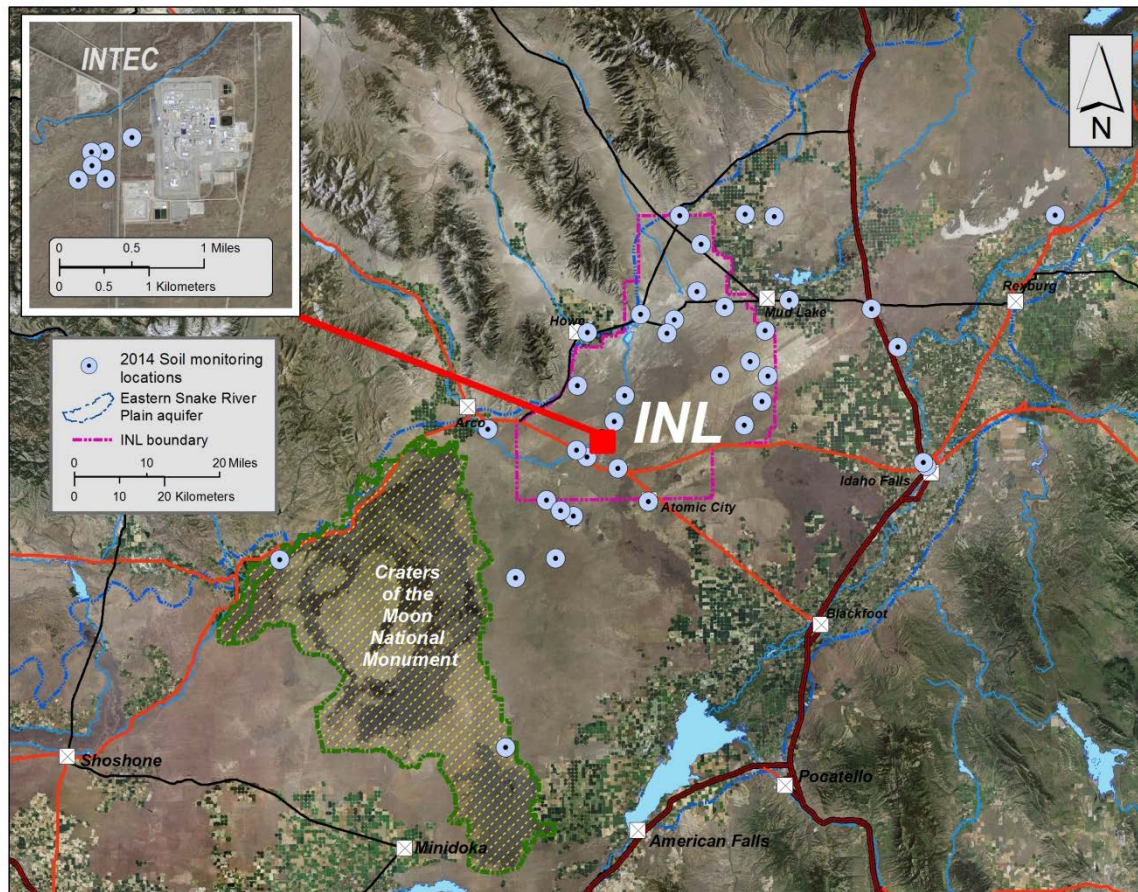 INTEC
0 0.5 1 Miles
0 0.5 1 Kilometers
N
2014 Soil monitoring
locations
Eastern Snake River
Plain aquifer
INL boundary
0 10 20 Miles
0 10 20 Kilometers
Howe
Mud Lake
Rexburg
Arco
INL
Idaho Falls
Atomic City
Craters
of the
Moon
National
Monument
Blackfoot
Shoshone
Pocatello
American Falls
Minidoka